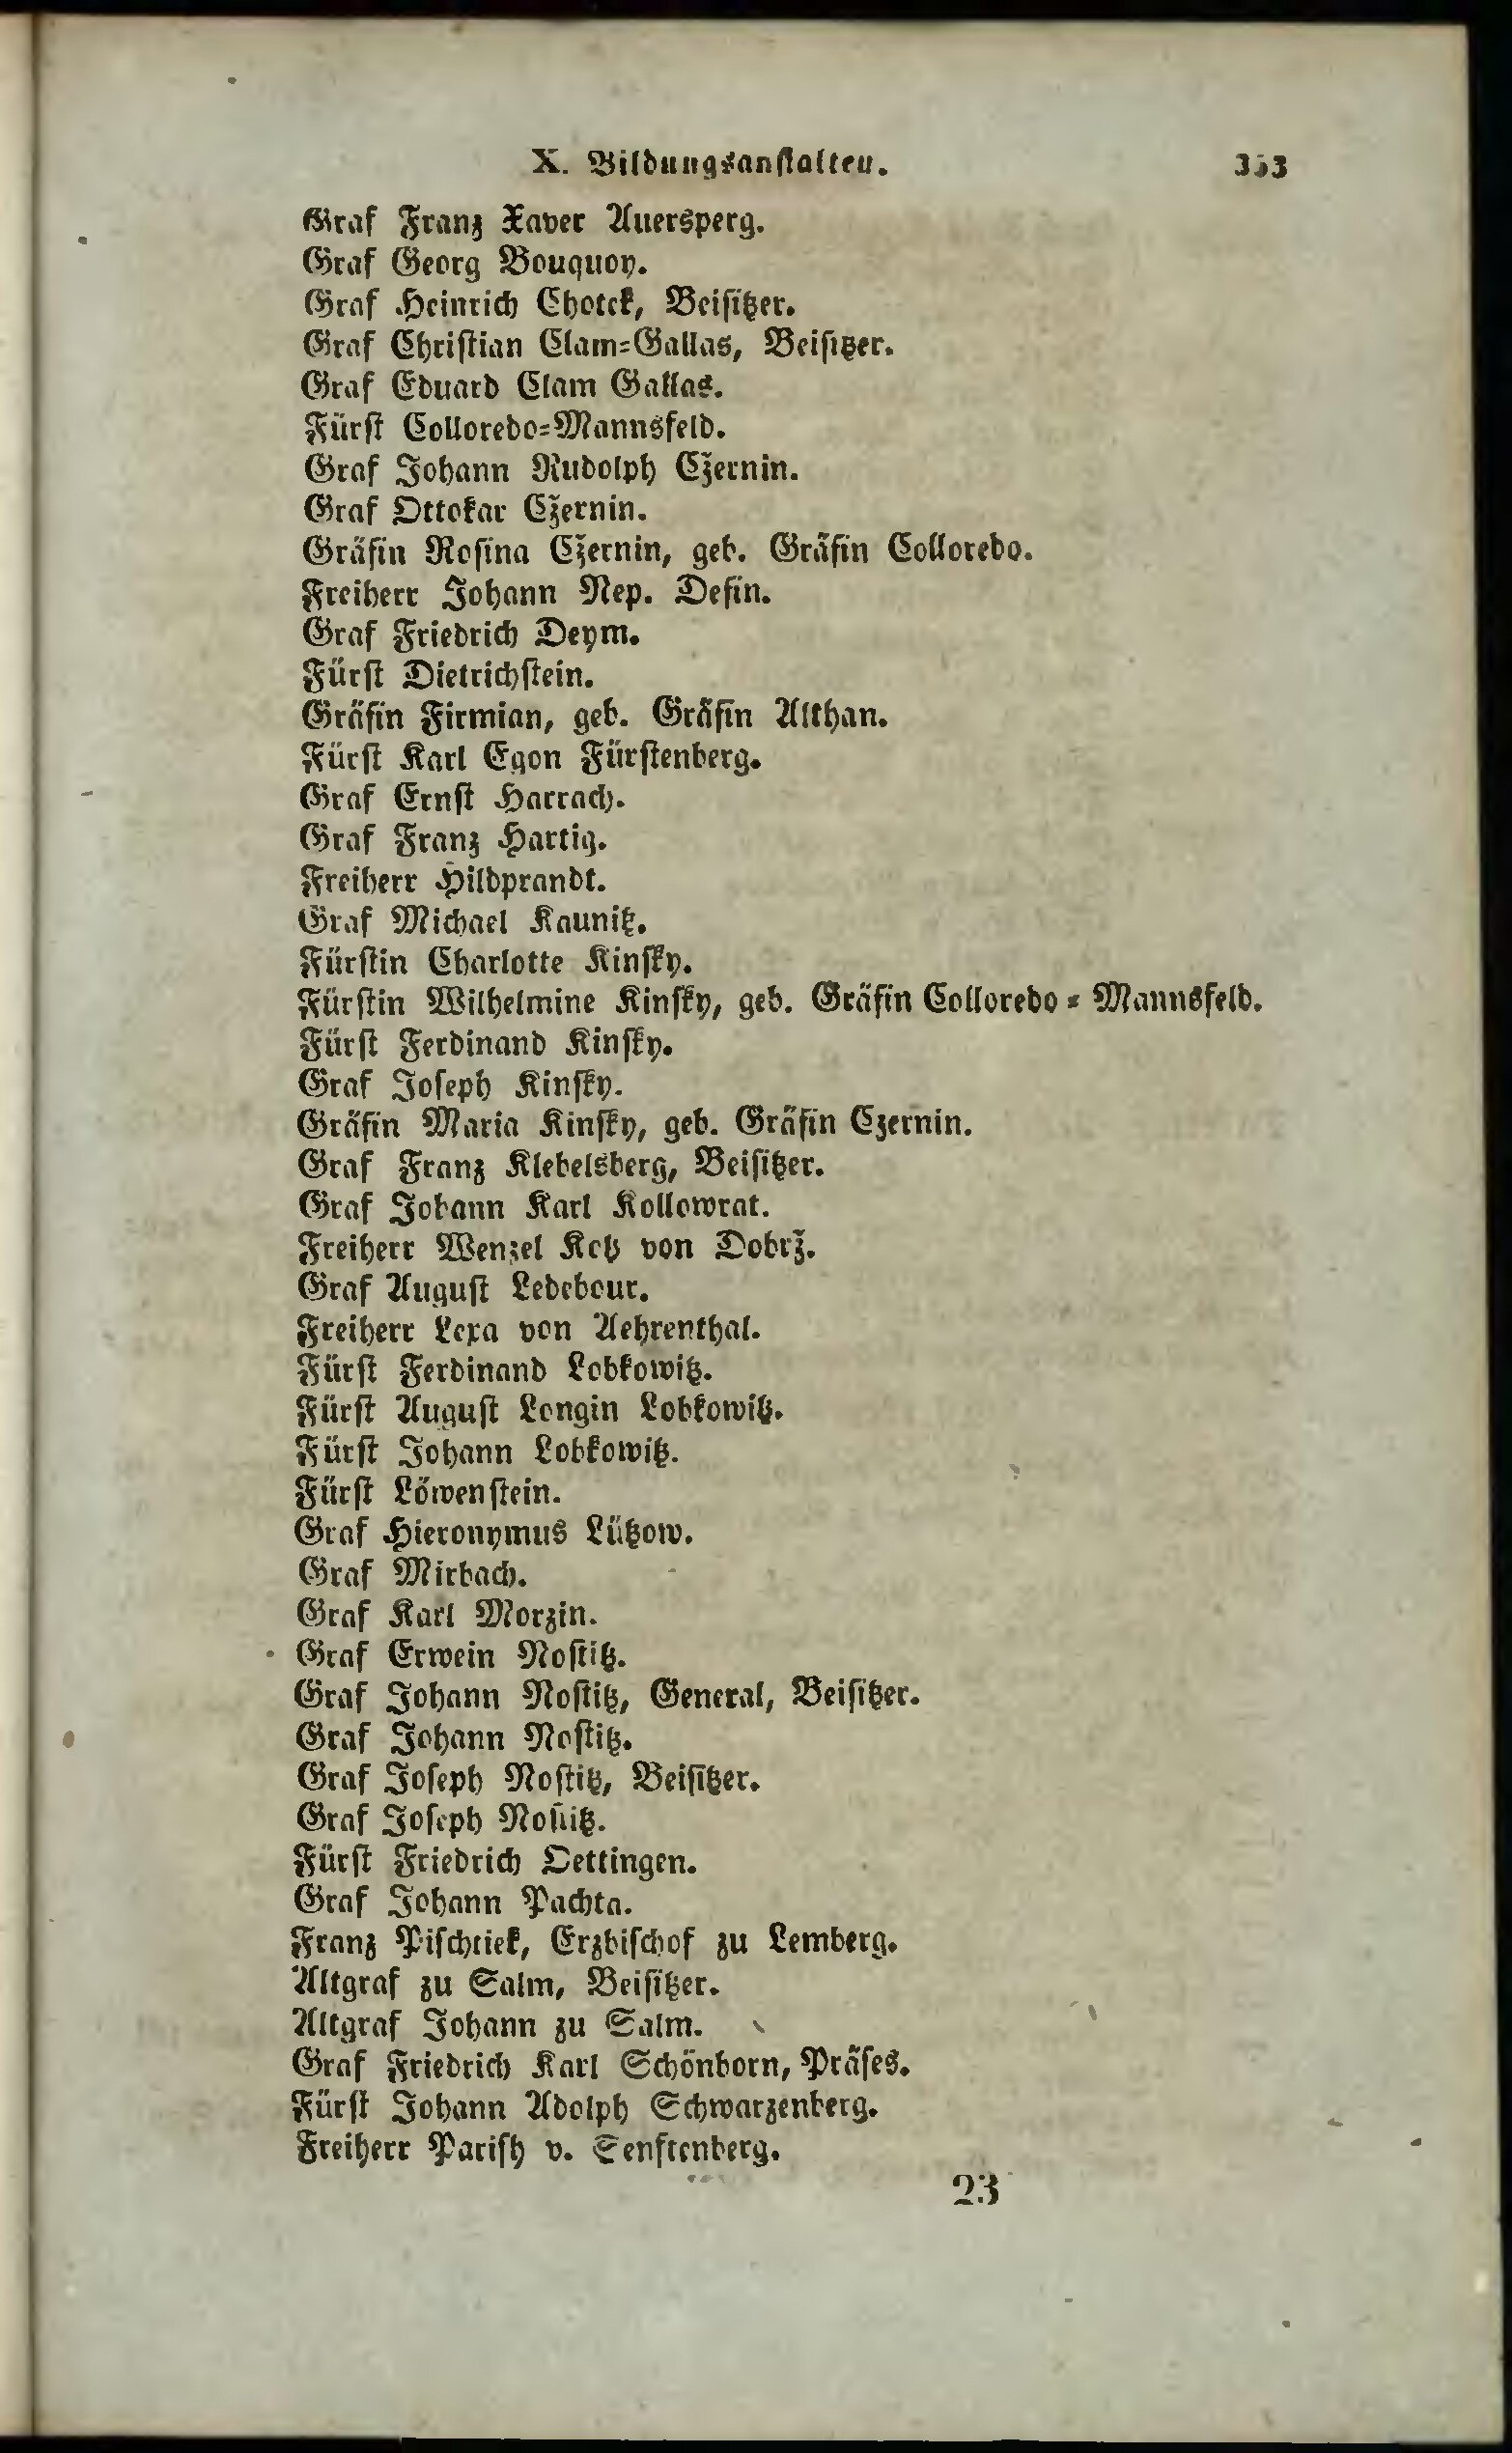 X. Bildungsanstalten. 353
Graf Franz Xaver Auersperg.
Graf Georg Bouquoy.
Graf Heinrich Chotek, Beisitzer.
Graf Christian Clam-Gallas, Beisitzer.
Graf Eduard Clam Gallas.
Fürst Colloredo-Mannsfeld.
Graf Johann Rudolph Cžernin.
Graf Ottokar Cžernin.
Gräfin Rosina Cžernin, geb. Gräfin Colloredo.
Freiherr Johann Nep. Defin.
Graf Friedrich Deym.
Fürst Dietrichstein.
Gräfin Firmian, geb. Gräfin Althan.
Fürst Karl Egon Fürstenberg.
Graf Ernst Harrach.
Graf Franz Hartig.
Freiherr Hildprandt.
Graf Michael Kaunitz.
Fürstin Charlotte Kinsky.
Fürstin Wilhelmine Kinsky, geb. Gräfin Colloredo-Mannsfeld.
Fürst Ferdinand Kinsky.
Graf Joseph Kinsky.
Gräfin Maria Kinsky, geb. Gräfin Czernin.
Graf Franz Klebelsberg, Beisitzer.
Graf Johann Karl Kollowrat.
Freiherr Wenzel Kotz von Dobrž.
Graf August Ledebour.
Freiherr Lexa von Aehrenthal.
Fürst Ferdinand Lobkowitz.
Fürst August Longin Lobkowitz.
Fürst Johann Lobkowitz.
Fürst Löwenstein.
Graf Hieronymus Lützow.
Graf Mirbach.
Graf Karl Morzin.
Graf Erwein Nostitz.
Graf Johann Nostitz, General, Beisitzer.
Graf Johann Nostitz.
Graf Joseph Nostitz, Beisitzer.
Graf Joseph Nostitz.
Fürst Friedrich Oettingen.
Graf Johann Pachta.
Franz Pischtiek, Erzbischof zu Lemberg.
Altgraf zu Salm, Beisitzer.
Altgraf Johann zu Salm.
Graf Friedrich Karl Schönborn, Präses.
Fürst Johann Adolph Schwarzenberg.
Freiherr Parish v. Senftenberg.
23